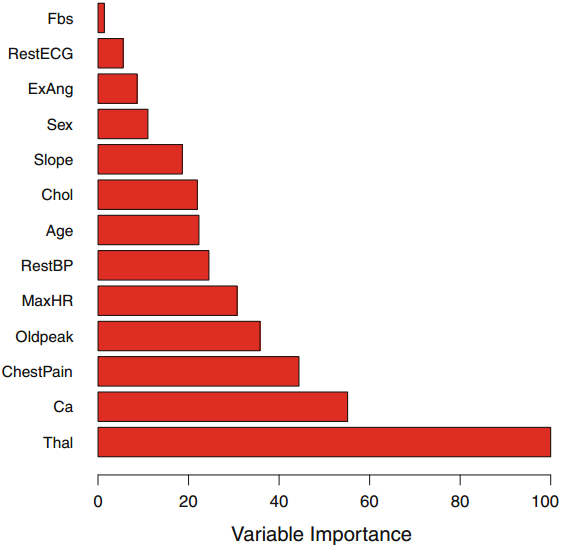 Fbs
RestECG
ExAng
Sex
Slope
Chol
Age
RestBP
MaxHR
Oldpeak
ChestPain
Ca
Thal
0 20 40 60 80 100
Variable Importance